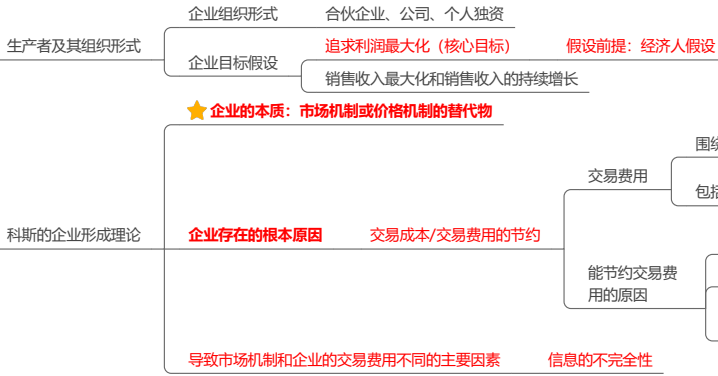 企业组织形式
合伙企业、公司、个人独资
生产者及其组织形式
企业目标假设
追求利润最大化（核心目标）
假设前提：经济人假设
销售收入最大化和销售收入的持续增长
企业的本质：市场机制或价格机制的替代物
科斯的企业形成理论
企业存在的根本原因
交易成本/交易费用的节约
交易费用
围绕
包括
能节约交易费
用的原因
导致市场机制和企业的交易费用不同的主要因素
信息的不完全性